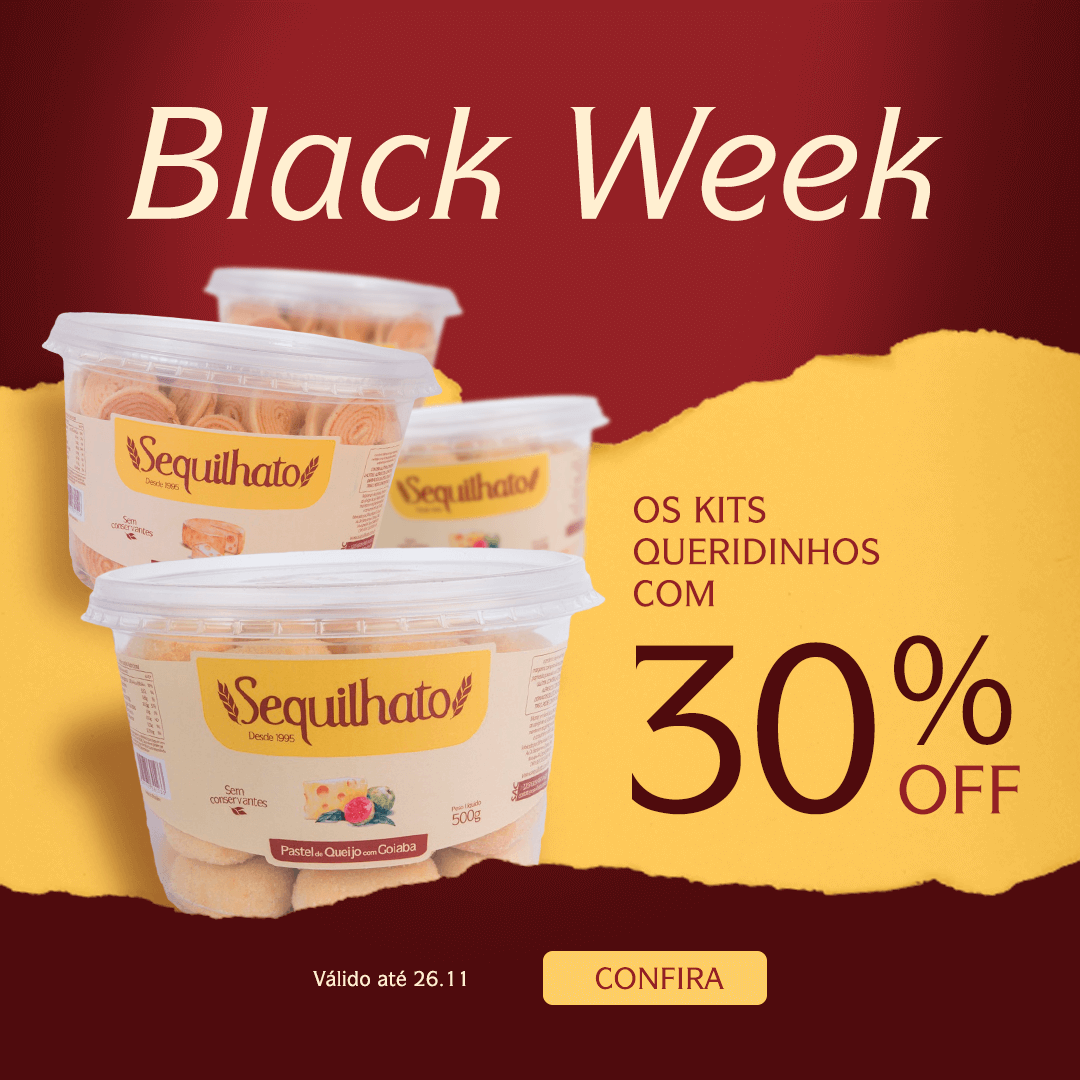 Black Week
Sequilhato
Desde 1995
Sem
conservantes
Sequilhato
OS KITS
QUERIDINHOS
COM
30%
OFF
Sequilhato
Desde 1995
Sem
conservantes
Peso líquido
500g
SAC
Pastel de Queijo com Goiaba
Válido até 26.11
CONFIRA